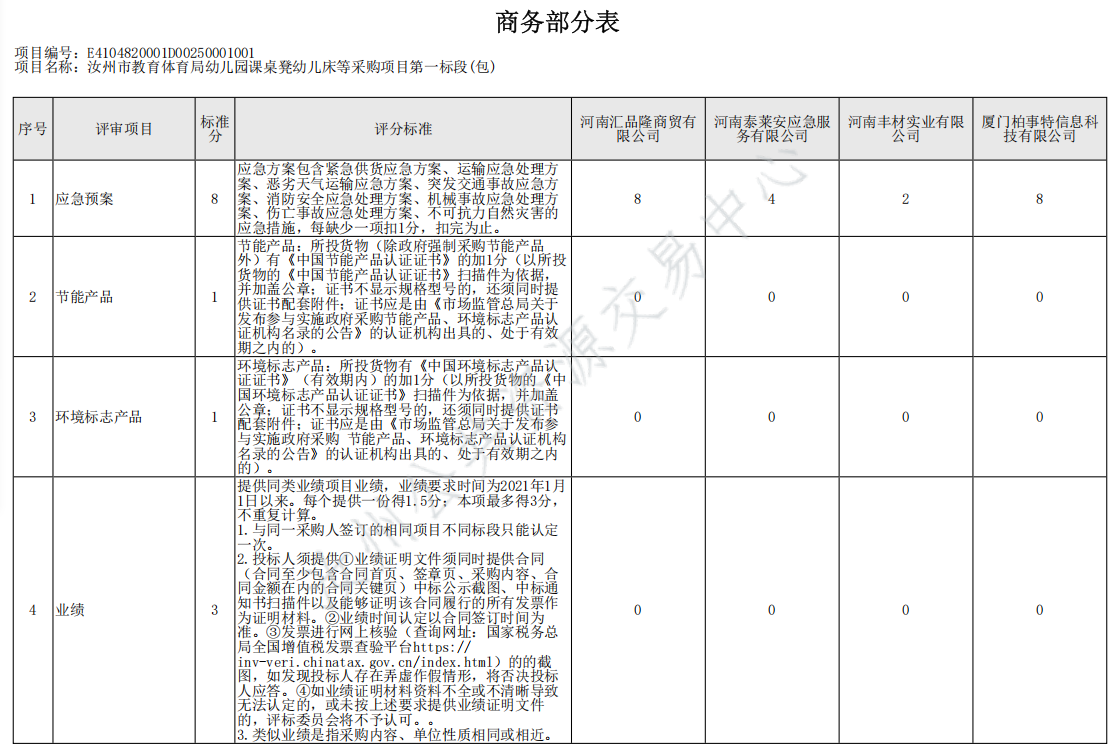 商务部分表
项目编号：E4104820001D00250001001
项目名称：汝州市教育体育局幼儿园课桌凳幼儿床等采购项目第一标段(包)
序号 评审项目 标准分 评分标准 河南汇品隆商贸有限公司 河南泰莱安应急服务有限公司 河南丰材实业有限公司 厦门柏事特信息科技有限公司
1 应急预案 8
应急方案包含紧急供货应急方案、运输应急处理方
案、恶劣天气运输应急方案、突发交通事故应急方
案、消防安全应急处理方案、机械事故应急处理方
案、伤亡事故应急处理方案、不可抗力自然灾害的
应急措施，每缺少一项扣1分，扣完为止。
8 4 2 8
2 节能产品 1
节能产品：所投货物（除政府强制采购节能产品
外）有《中国节能产品认证证书》的加1分（以所投
货物的《中国节能产品认证证书》扫描件为依据，
并加盖公章；证书不显示规格型号的，还须同时提
供证书配套附件；证书应是由《市场监管总局关于
发布参与实施政府采购节能产品、环境标志产品认
证机构名录的公告》的认证机构出具的、处于有效
期之内的）。
0 0 0 0
3 环境标志产品 1
环境标志产品：所投货物有《中国环境标志产品认
证证书》（有效期内）的加1分（以所投货物的《中
国环境标志产品认证证书》扫描件为依据，并加盖
公章；证书不显示规格型号的，还须同时提供证书
配套附件；证书应是由《市场监管总局关于发布参
与实施政府采购 节能产品、环境标志产品认证机构
名录的公告》的认证机构出具的、处于有效期之内
的）。
0 0 0 0
4 业绩 3
提供同类业绩项目业绩，业绩要求时间为2021年1月
1日以来。每个提供一份得1.5分；本项最多得3分，
不重复计算。
1.与同一采购人签订的相同项目不同标段只能认定
一次。
2.投标人须提供①业绩证明文件须同时提供合同
（合同至少包含合同首页、签章页、采购内容、合
同金额在内的合同关键页）中标公示截图、中标通
知书扫描件以及能够证明该合同履行的所有发票作
为证明材料。②业绩时间认定以合同签订时间为
准。③发票进行网上核验（查询网址：国家税务总
局全国增值税发票查验平台https://
inv-veri.chinatax.gov.cn/index.html）的的截
图，如发现投标人存在弄虚作假情形，将否决投标
人应答。④如业绩证明材料资料不全或不清晰导致
无法认定的，或未按上述要求提供业绩证明文件
的，评标委员会将不予认可。。
3.类似业绩是指采购内容、单位性质相同或相近。
0 0 0 0